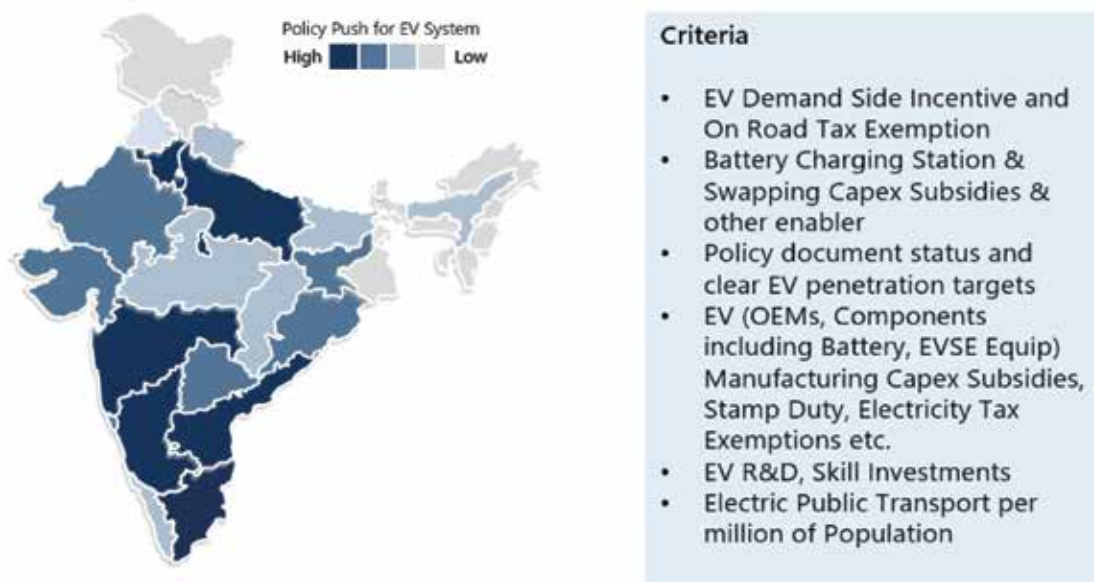 Policy Push for EV System
High Low
Criteria
• EV Demand Side Incentive and
On Road Tax Exemption
• Battery Charging Station &
Swapping Capex Subsidies &
other enabler
• Policy document status and
clear EV penetration targets
• EV (OEMs, Components
including Battery, EVSE Equip)
Manufacturing Capex Subsidies,
Stamp Duty, Electricity Tax
Exemptions etc.
• EV R&D, Skill Investments
• Electric Public Transport per
million of Population